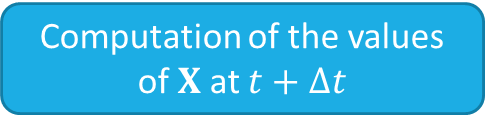 Computation of the values
of X at t + Δt